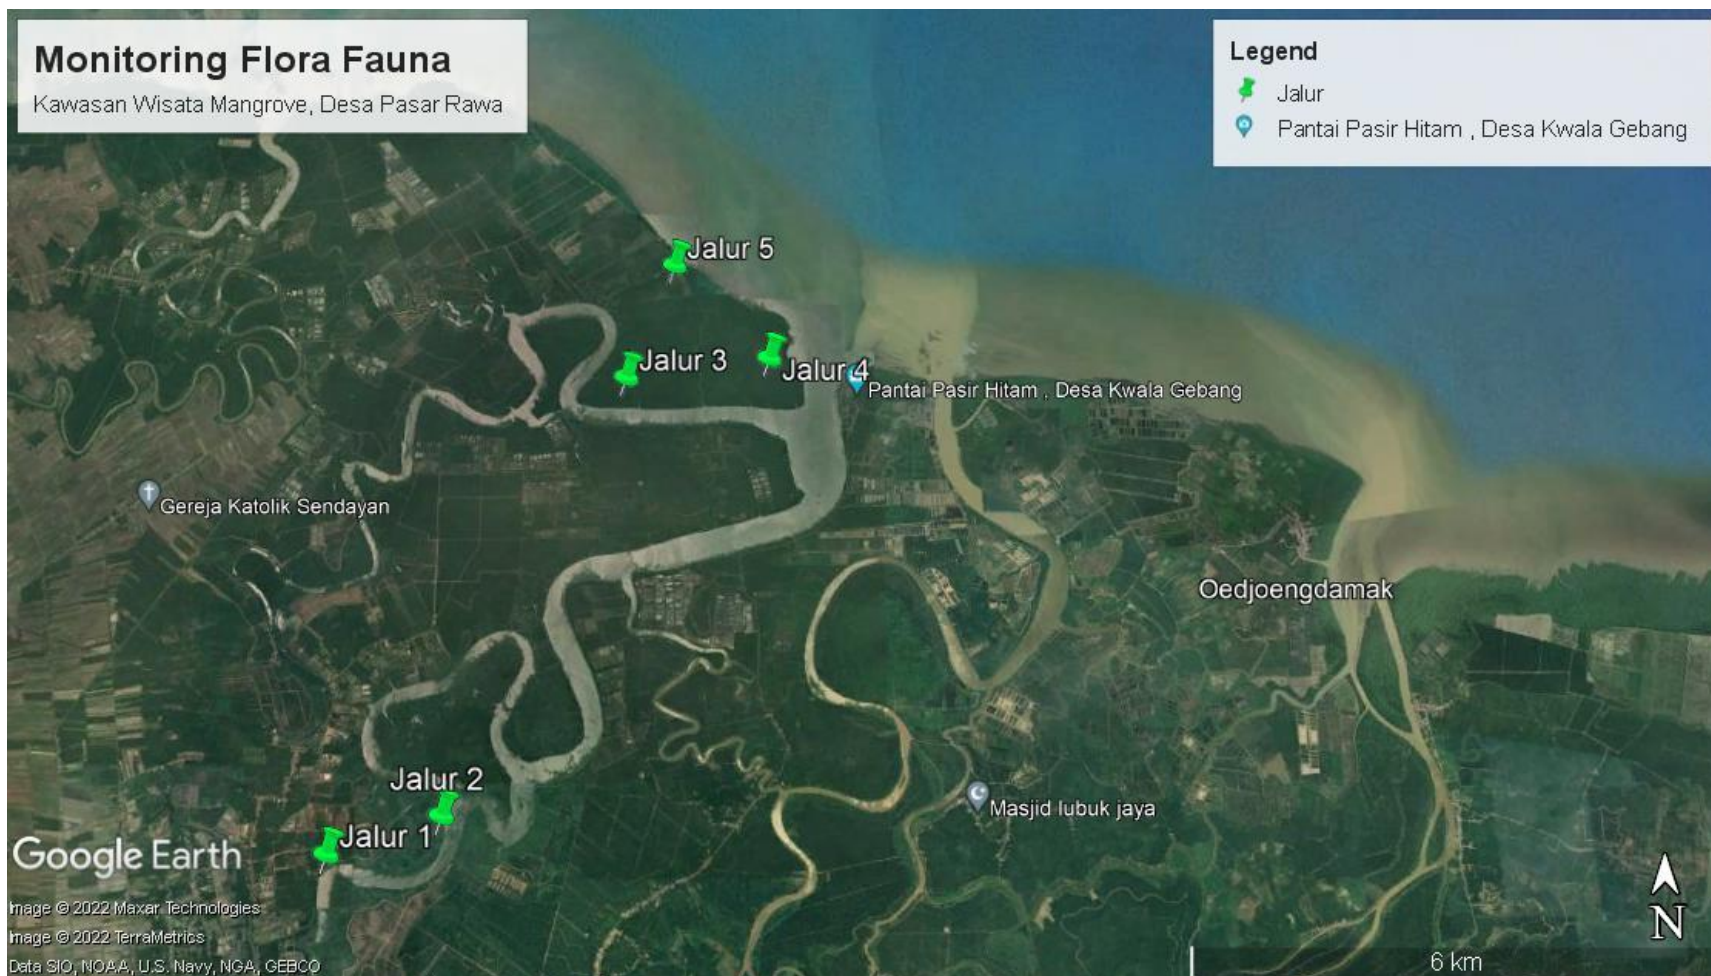 Monitoring Flora Fauna
Kawasan Wisata Mangrove, Desa Pasar Rawa
Legend
Jalur
Pantai Pasir Hitam , Desa Kwala Gebang
Jalur 5
Jalur 3
Jalur 4
Pantai Pasir Hitam , Desa Kwala Gebang
Gereja Katolik Sendayan
Oedjoengdamak
Jalur 2
Masjid lubuk jaya
Jalur 1
Google Earth
Image © 2022 Maxar Technologies
Image © 2022 TerraMetrics
Data SIO, NOAA, U.S. Navy, NGA, GEBCO
N
6 km